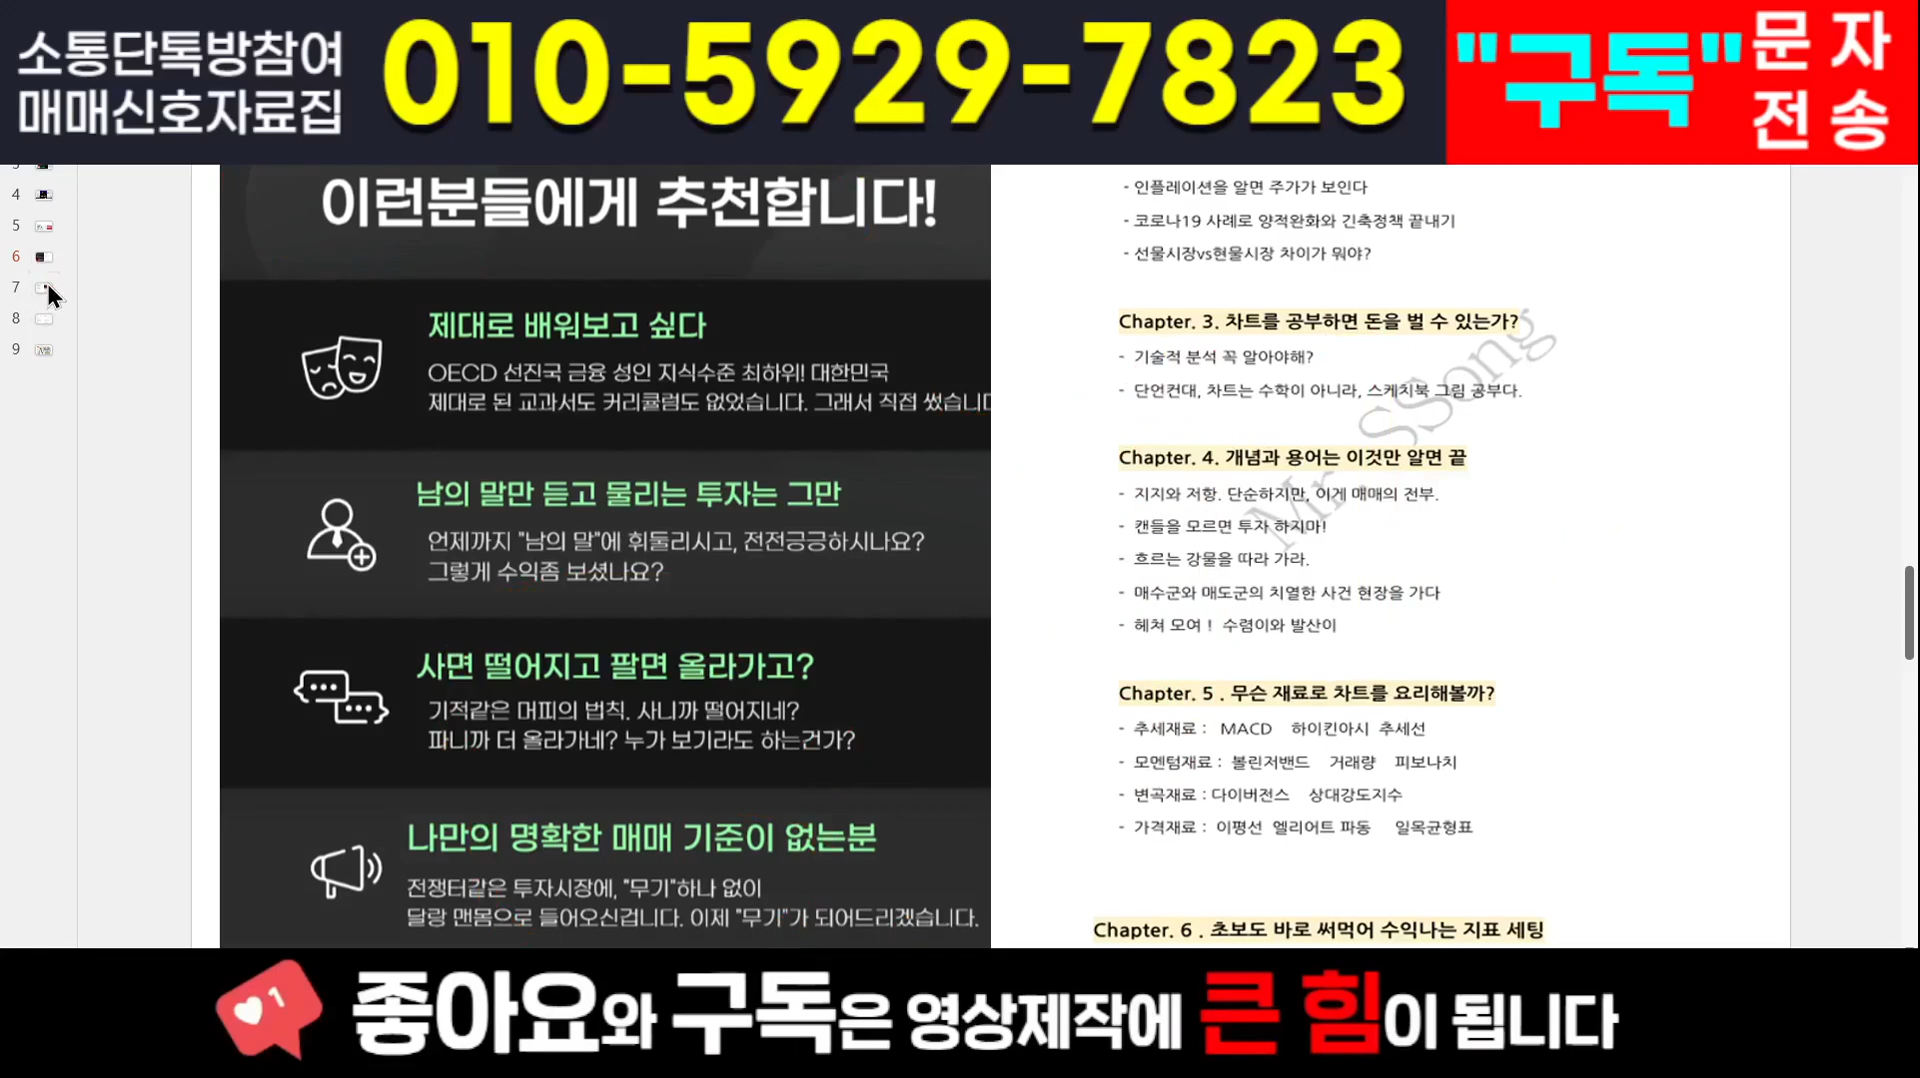 소통단톡방참여
매매신호자료집
010-5929-7823
"구독"
문자
전송
4
5
6
7
8
9
이런분들에게 추천합니다!
제대로 배워보고 싶다
OECD 선진국 금융 성인 지식수준 최하위! 대한민국
제대로 된 교과서도 커리큘럼도 없었습니다. 그래서 직접 썼습니다
남의 말만 듣고 물리는 투자는 그만
언제까지 "남의 말"에 휘둘리시고, 전전긍긍하시나요?
그렇게 수익좀 보셨나요?
사면 떨어지고 팔면 올라가고?
기적같은 머피의 법칙. 사니까 떨어지네?
파니까 더 올라가네? 누가 보기라도 하는건가?
나만의 명확한 매매 기준이 없는분
전쟁터같은 투자시장에, "무기"하나 없이
달랑 맨몸으로 들어오신겁니다. 이제 "무기"가 되어드리겠습니다.
- 인플레이션을 알면 주가가 보인다
- 코로나19 사례로 양적완화와 긴축정책 끝내기
- 선물시장vs현물시장 차이가 뭐야?
Chapter. 3. 차트를 공부하면 돈을 벌 수 있는가?
- 기술적 분석 꼭 알아야해?
- 단언컨대, 차트는 수학이 아니라, 스케치북 그림 공부다.
Chapter. 4. 개념과 용어는 이것만 알면 끝
- 지지와 저항. 단순하지만, 이게 매매의 전부.
- 캔들을 모르면 투자 하지마!
- 흐르는 강물을 따라 가라.
- 매수군와 매도군의 치열한 사건 현장을 가다
- 헤쳐 모여 ! 수렴이와 발산이
Chapter. 5 . 무슨 재료로 차트를 요리해볼까?
- 추세재료 : MACD 하이킨아시 추세선
- 모멘텀재료 : 볼린저밴드 거래량 피보나치
- 변곡재료 : 다이버전스 상대강도지수
- 가격재료 : 이평선 엘리어트 파동 일목균형표
Chapter. 6 . 초보도 바로 써먹어 수익나는 지표 세팅
Mr. SSong
1
좋아요와 구독은 영상제작에 큰 힘이 됩니다